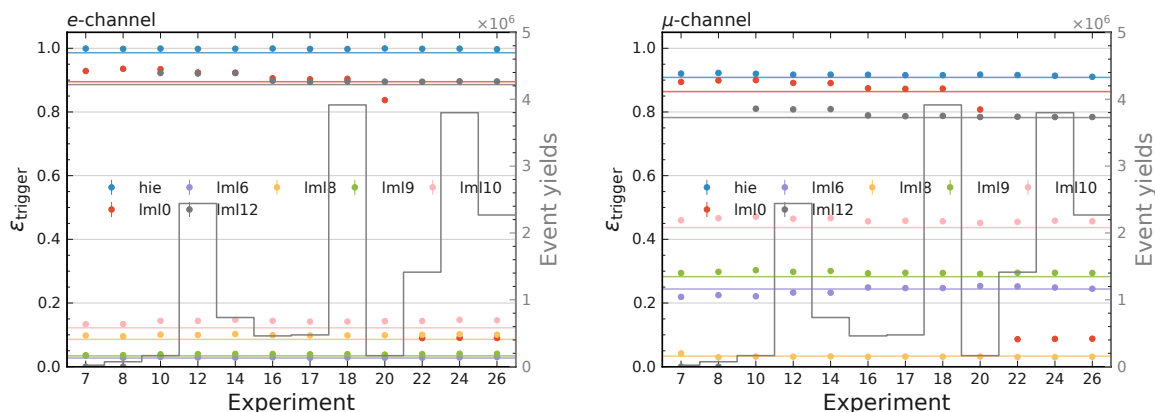 e-channel
×10⁶
ε_trigger
1.0
0.8
0.6
0.4
0.2
0.0
5
4
3
2
1
0
Event yields
hie lml6 lml8 lml9 lml10
lml0 lml12
7 8 10 12 14 16 17 18 20 22 24 26
Experiment
μ-channel
×10⁶
ε_trigger
1.0
0.8
0.6
0.4
0.2
0.0
5
4
3
2
1
0
Event yields
hie lml6 lml8 lml9 lml10
lml0 lml12
7 8 10 12 14 16 17 18 20 22 24 26
Experiment